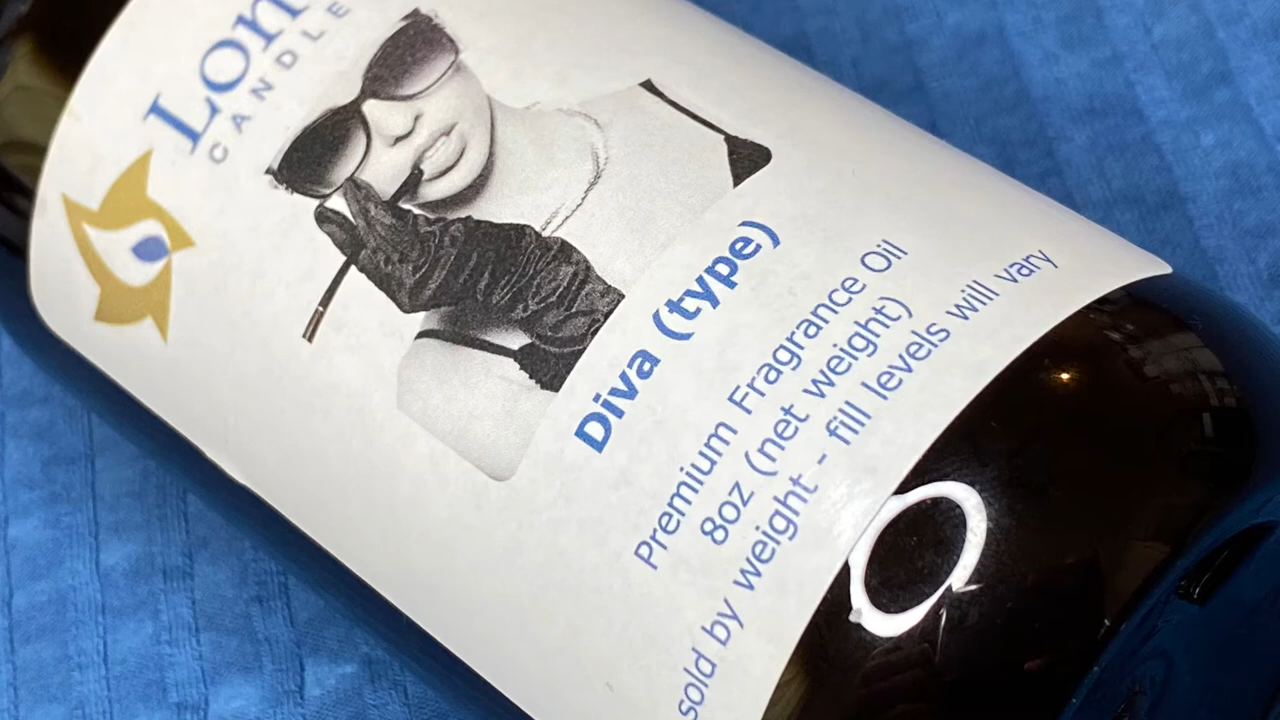 CANDLE
Diva (type)
Premium Fragrance Oil
8oz (net weight)
sold by weight - fill levels will vary